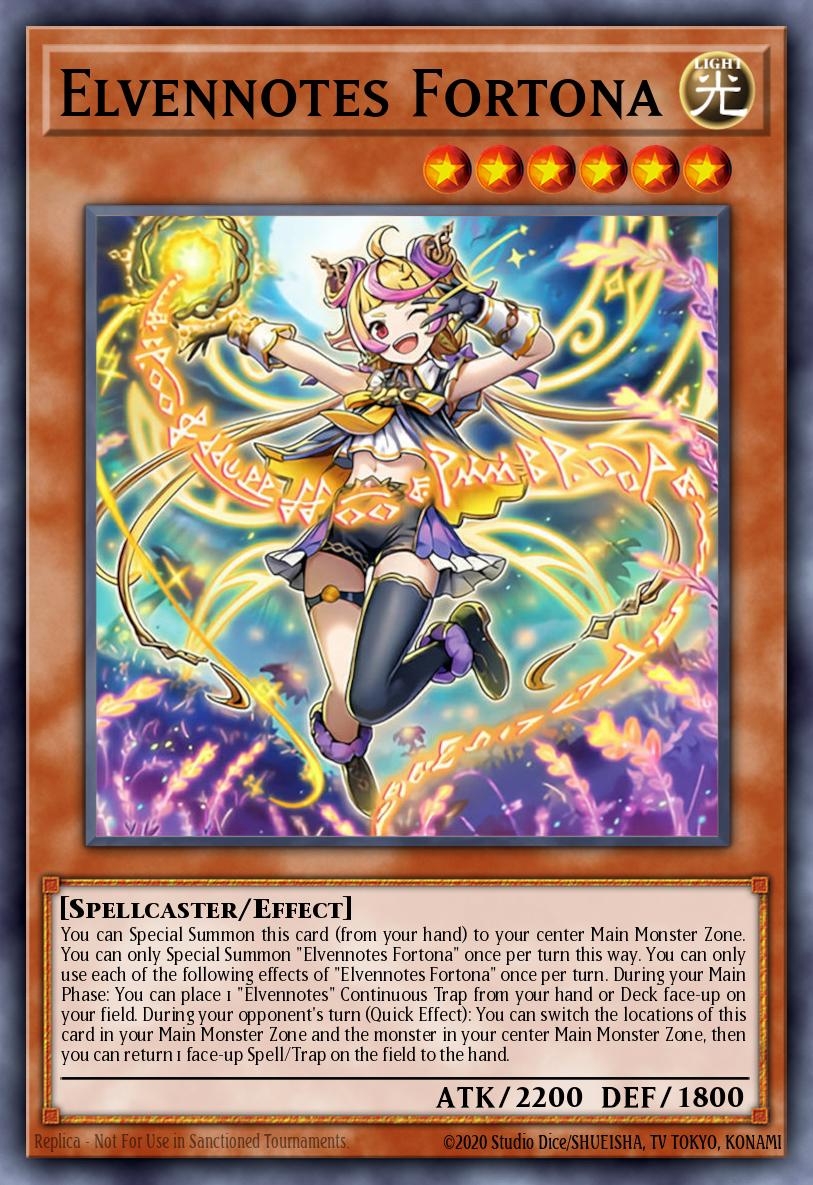 Elvennotes Fortona
LIGHT
光
[Spellcaster/Effect]
You can Special Summon this card (from your hand) to your center Main Monster Zone.
You can only Special Summon "Elvennotes Fortona" once per turn this way. You can only
use each of the following effects of "Elvennotes Fortona" once per turn. During your Main
Phase: You can place 1 "Elvennotes" Continuous Trap from your hand or Deck face-up on
your field. During your opponent's turn (Quick Effect): You can switch the locations of this
card in your Main Monster Zone and the monster in your center Main Monster Zone, then
you can return 1 face-up Spell/Trap on the field to the hand.
ATK/2200 DEF/1800
Replica - Not For Use in Sanctioned Tournaments.
©2020 Studio Dice/SHUEISHA, TV TOKYO, KONAMI